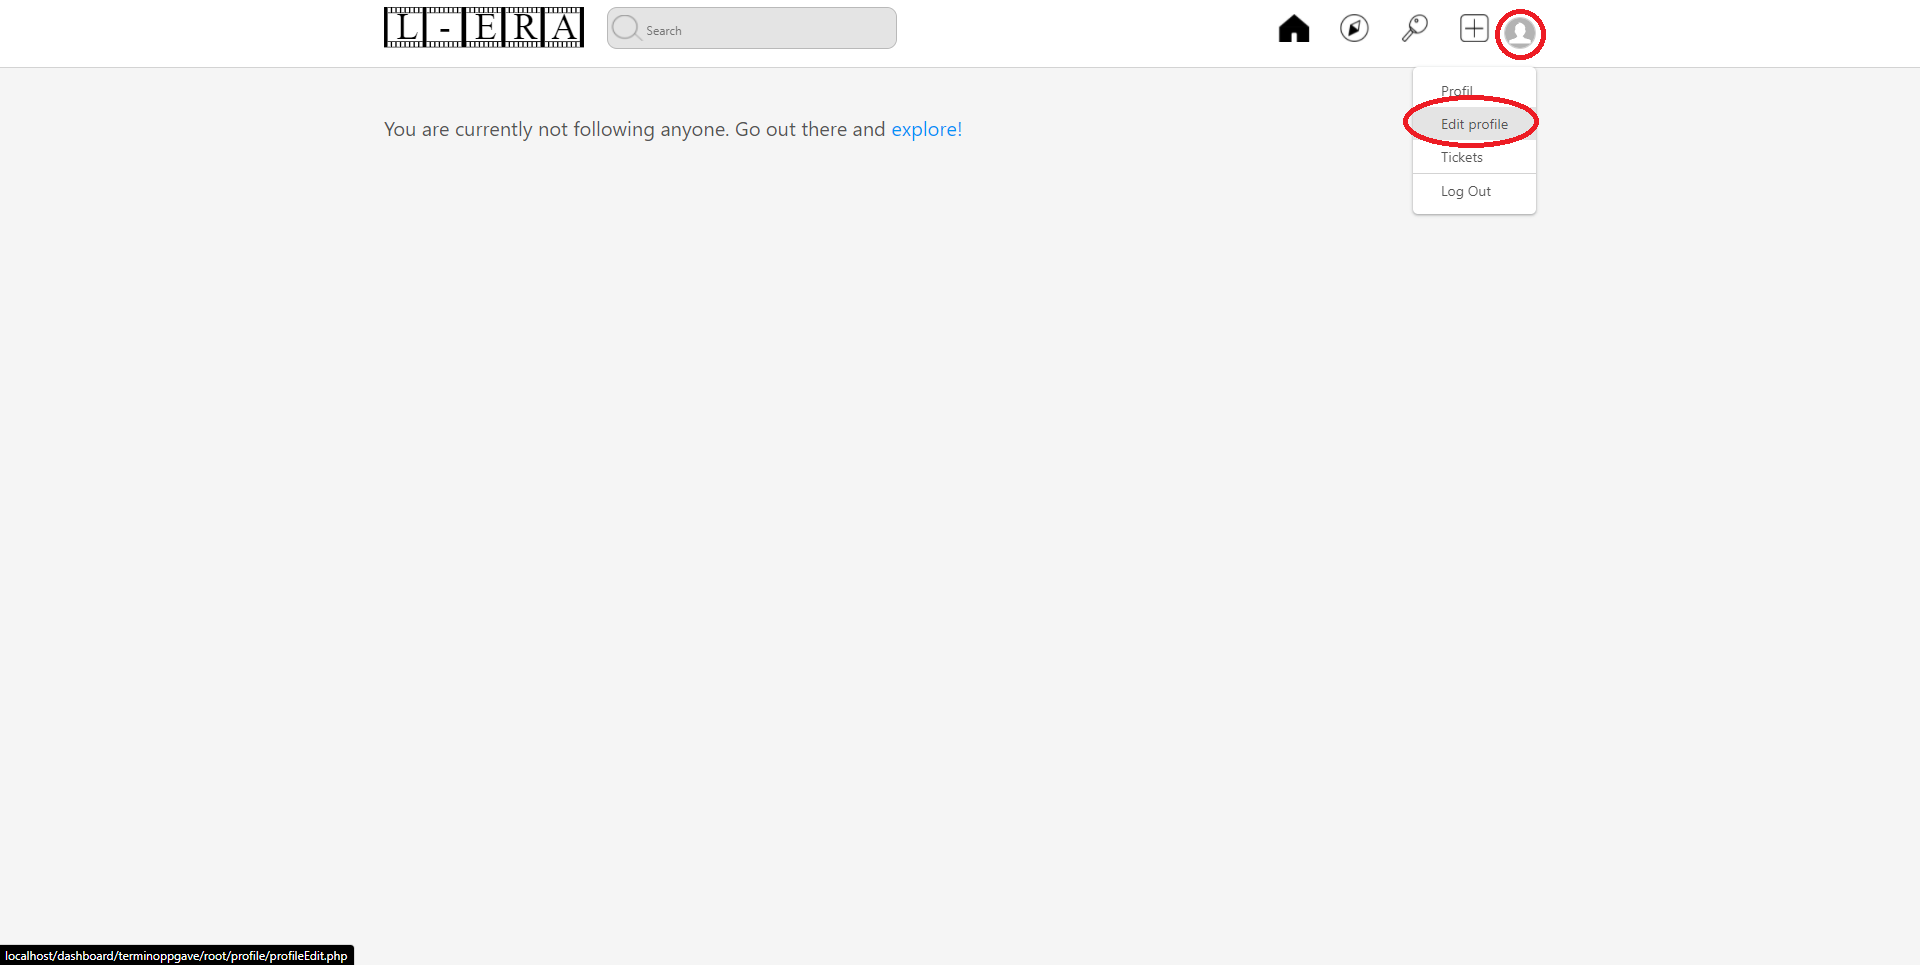 L-ERA
Search
Profil
Edit profile
Tickets
Log Out
You are currently not following anyone. Go out there and explore!
localhost/dashboard/terminoppgave/root/profile/profileEdit.php